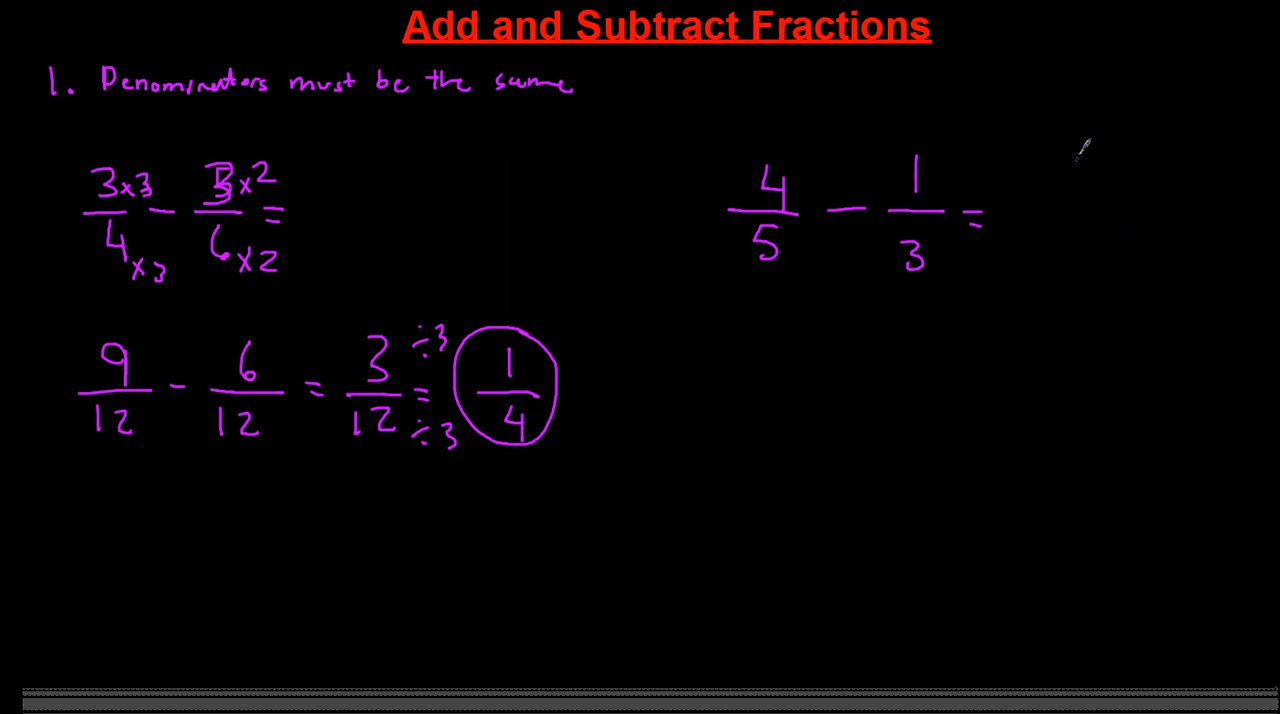 Add and Subtract Fractions
1. Denominators must be the same
3x3/4x3 - 3x2/6x2 =
4/5 - 1/3 =
9/12 - 6/12 = 3÷3/12÷3 = 1/4